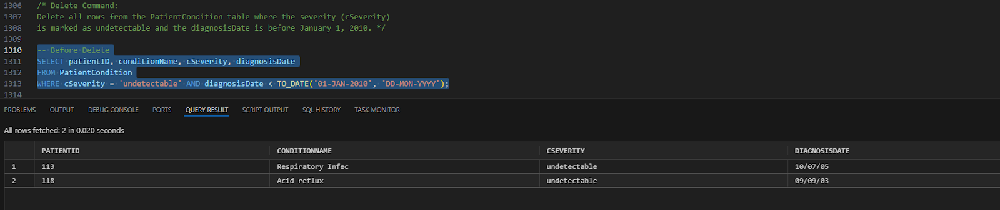 1306 /* Delete Command:
1307 Delete all rows from the PatientCondition table where the severity (cSeverity)
1308 is marked as undetectable and the diagnosisDate is before January 1, 2010. */
1309
1310 -- Before Delete
1311 SELECT patientID, conditionName, cSeverity, diagnosisDate
1312 FROM PatientCondition
1313 WHERE cSeverity = 'undetectable' AND diagnosisDate < TO_DATE('01-JAN-2010', 'DD-MON-YYYY');
1314
PROBLEMS OUTPUT DEBUG CONSOLE PORTS QUERY RESULT SCRIPT OUTPUT SQL HISTORY TASK MONITOR
All rows fetched: 2 in 0.020 seconds
PATIENTID CONDITIONNAME CSEVERITY DIAGNOSISDATE
1 113 Respiratory Infec undetectable 10/07/05
2 118 Acid reflux undetectable 09/09/03